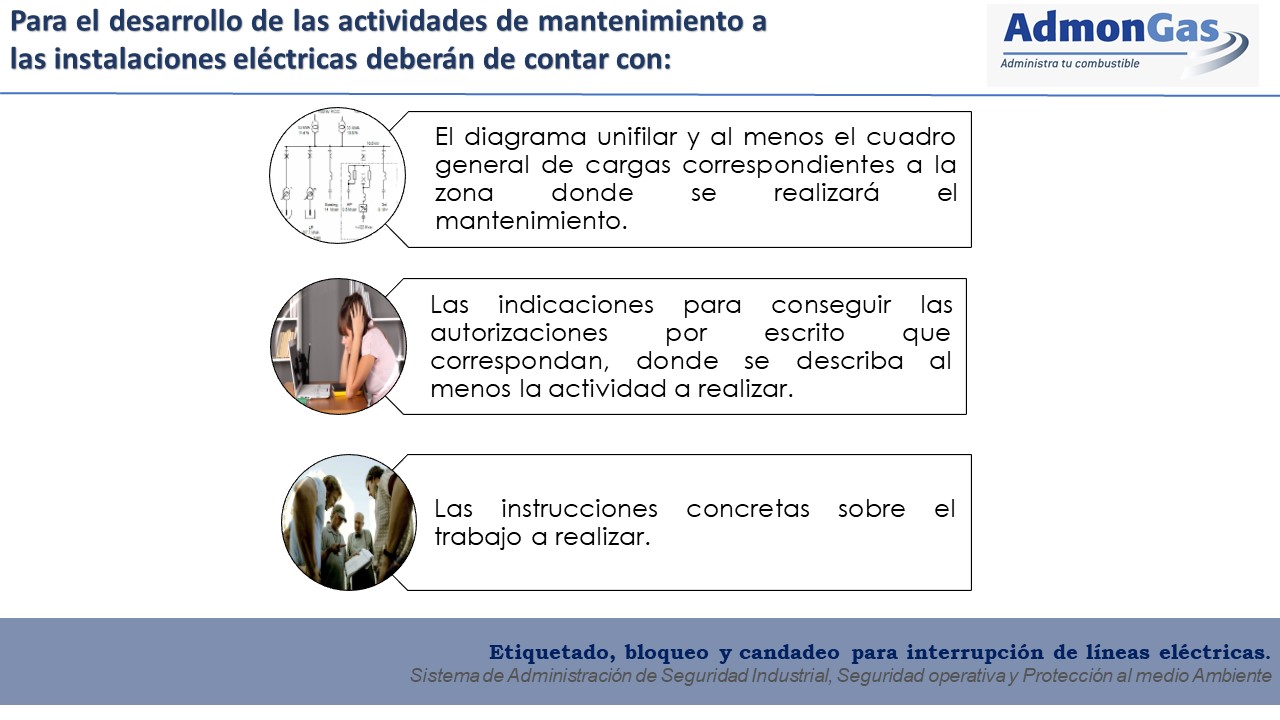 Para el desarrollo de las actividades de mantenimiento a
las instalaciones eléctricas deberán de contar con:
AdmonGas
Administra tu combustible
El diagrama unifilar y al menos el cuadro
general de cargas correspondientes a la
zona donde se realizará el
mantenimiento.
Las indicaciones para conseguir las
autorizaciones por escrito que
correspondan, donde se describa al
menos la actividad a realizar.
Las instrucciones concretas sobre el
trabajo a realizar.
Etiquetado, bloqueo y candadeo para interrupción de líneas eléctricas.
Sistema de Administración de Seguridad Industrial, Seguridad operativa y Protección al medio Ambiente